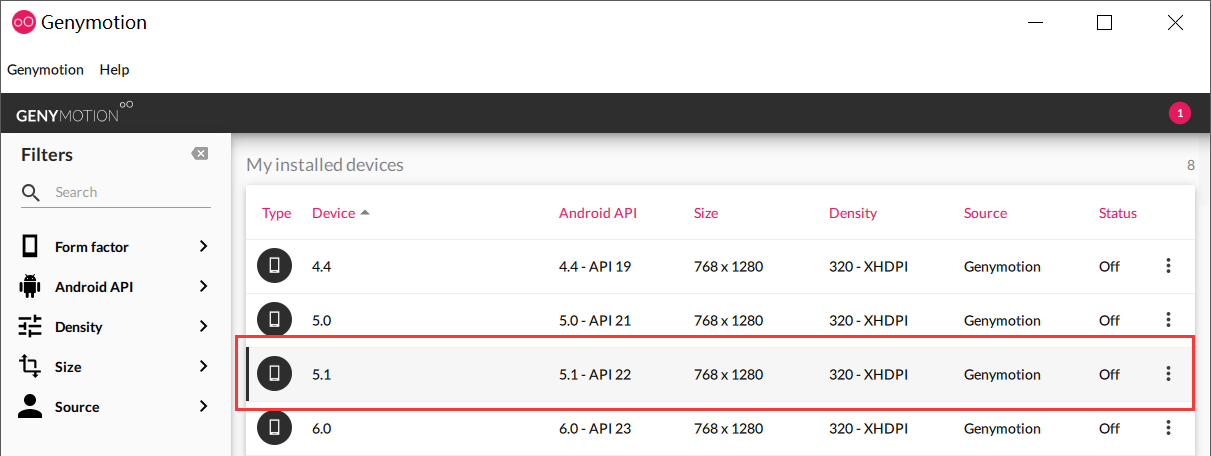 Genymotion
Genymotion Help
GENYMOTION
1
Filters
Search
Form factor
Android API
Density
Size
Source
My installed devices 8
Type Device Android API Size Density Source Status
4.4 4.4 - API 19 768 x 1280 320 - XHDPI Genymotion Off
5.0 5.0 - API 21 768 x 1280 320 - XHDPI Genymotion Off
5.1 5.1 - API 22 768 x 1280 320 - XHDPI Genymotion Off
6.0 6.0 - API 23 768 x 1280 320 - XHDPI Genymotion Off